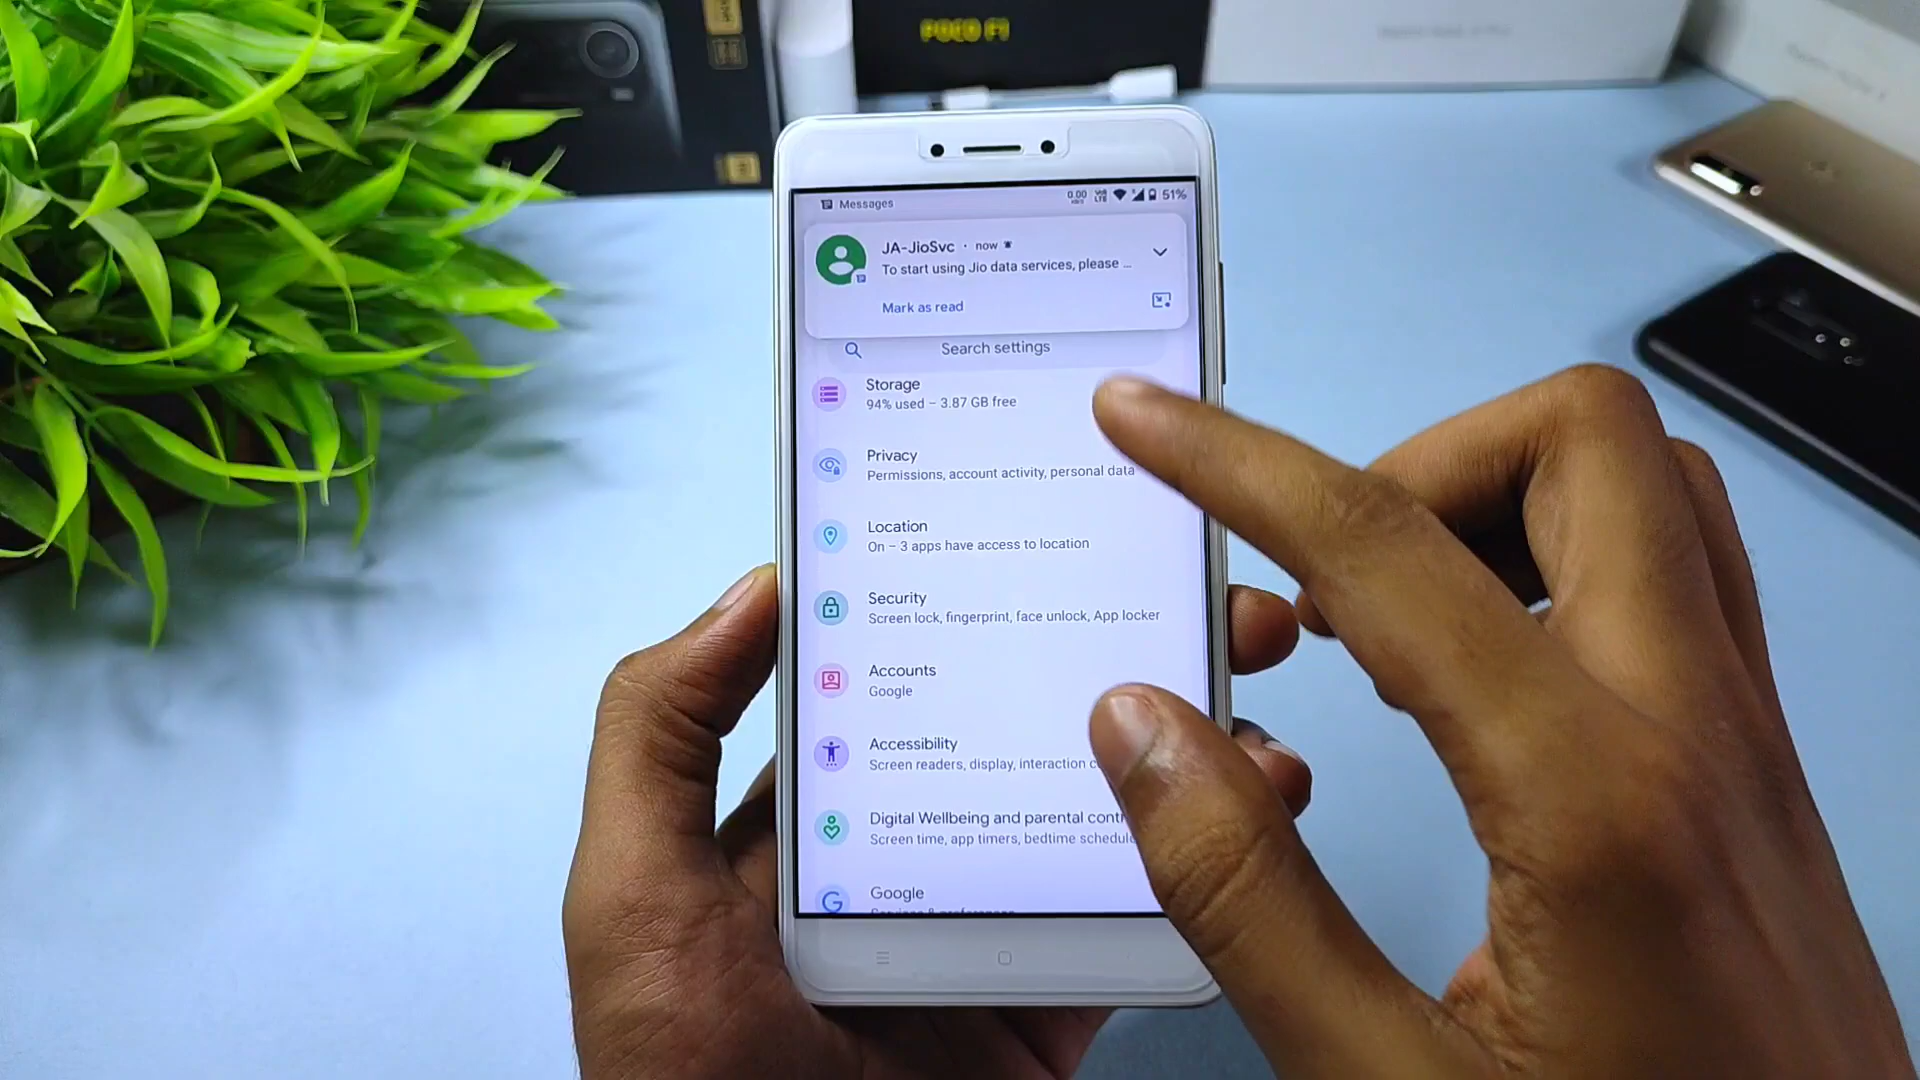 POCO F1
Messages
0.00
KB/S
LTE
51%
JA-JioSvc · now
To start using Jio data services, please ...
Mark as read
Search settings
Storage
94% used – 3.87 GB free
Privacy
Permissions, account activity, personal data
Location
On – 3 apps have access to location
Security
Screen lock, fingerprint, face unlock, App locker
Accounts
Google
Accessibility
Screen readers, display, interaction
Digital Wellbeing and parental
Screen time, app timers, bedtime
Google